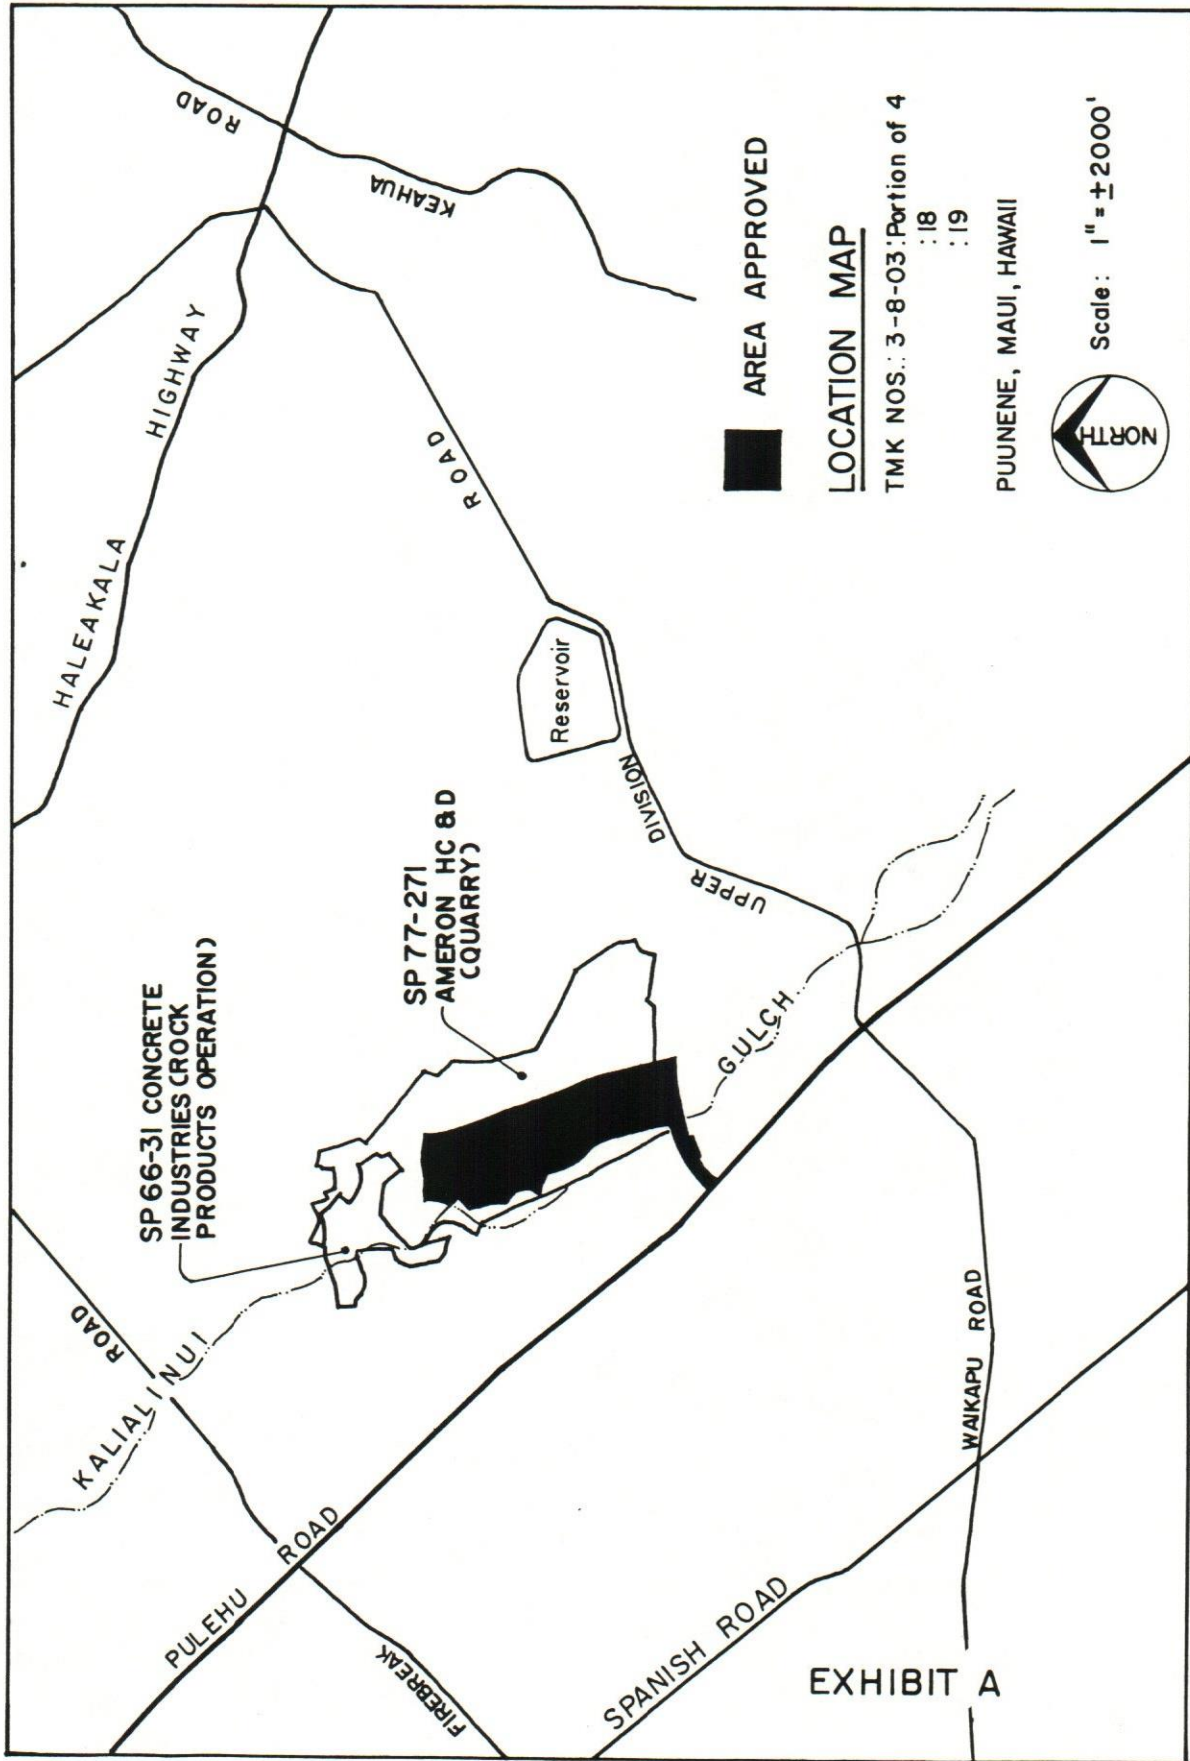 HALEAKALA HIGHWAY
KEAHUA ROAD
SP 66-31 CONCRETE
INDUSTRIES (ROCK
PRODUCTS OPERATION)
SP 77-271
AMERON HC & D
(QUARRY)
Reservoir
UPPER DIVISION ROAD
KALIALINUI GULCH
FIREBREAK ROAD
PULEHU ROAD
SPANISH ROAD
WAIKAPU ROAD
AREA APPROVED
LOCATION MAP
TMK NOS.: 3-8-03:Portion of 4
:18
:19
PUUNENE, MAUI, HAWAII
NORTH
Scale: 1" = ±2000'
EXHIBIT A